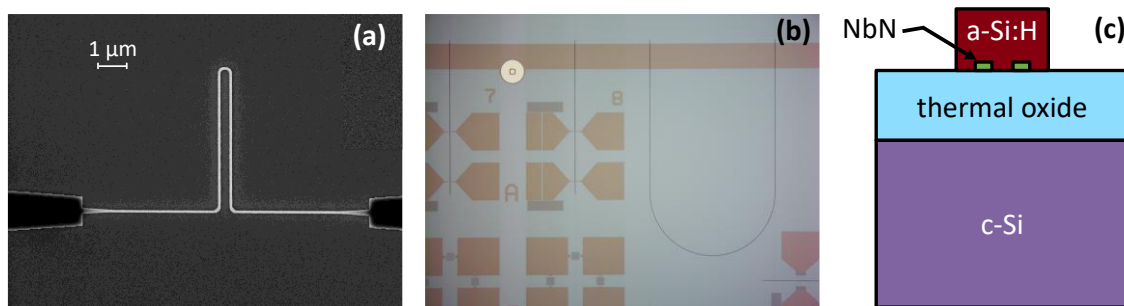 1 µm
(a)
(b)
7
8
A
NbN
a-Si:H
(c)
thermal oxide
c-Si